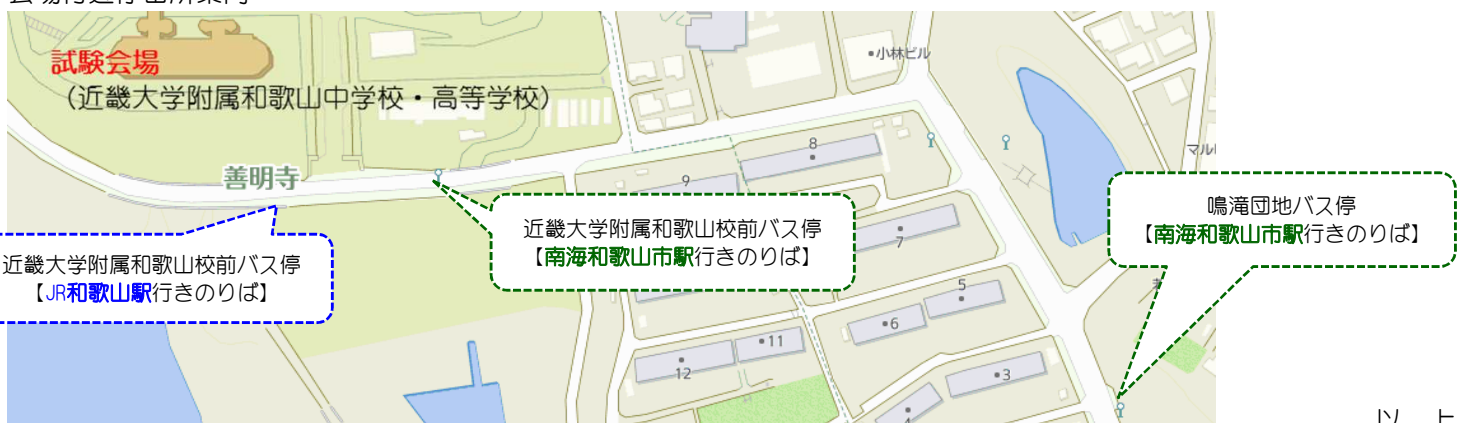 試験会場
（近畿大学附属和歌山中学校・高等学校）
小林ビル
善明寺
8
9
7
5
6
11
12
3
近畿大学附属和歌山校前バス停
【JR和歌山駅行きのりば】
近畿大学附属和歌山校前バス停
【南海和歌山市駅行きのりば】
鳴滝団地バス停
【南海和歌山市駅行きのりば】
以　上